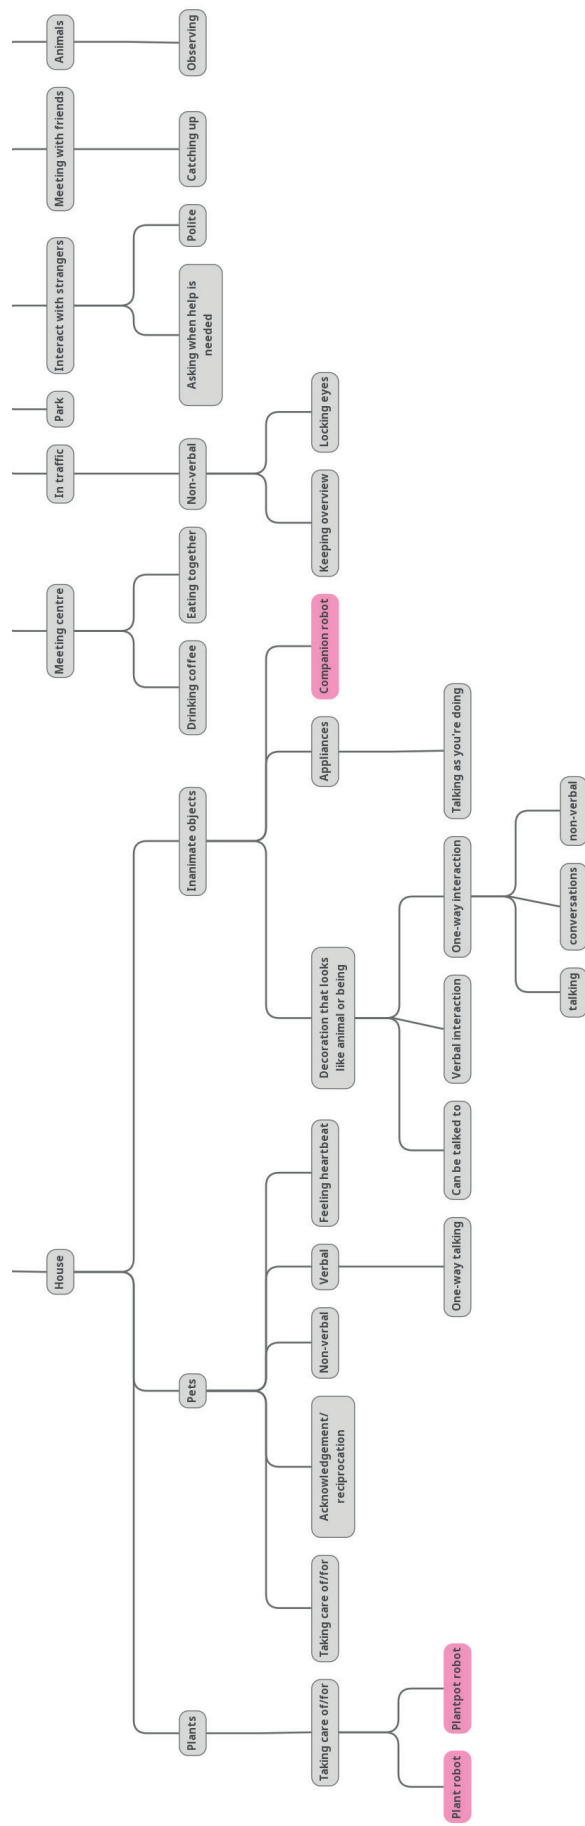 Animals
Observing
Meeting with friends
Catching up
Interact with strangers
Polite
Asking when help is
needed
Park
In traffic
Non-verbal
Locking eyes
Keeping overview
Meeting centre
Eating together
Drinking coffee
House
Inanimate objects
Companion robot
Appliances
Talking as you're doing
Decoration that looks
like animal or being
One-way interaction
non-verbal
conversations
talking
Verbal interaction
Can be talked to
Pets
Feeling heartbeat
Verbal
One-way talking
Non-verbal
Acknowledgement/
reciprocation
Taking care of/for
Plants
Taking care of/for
Plantpot robot
Plant robot